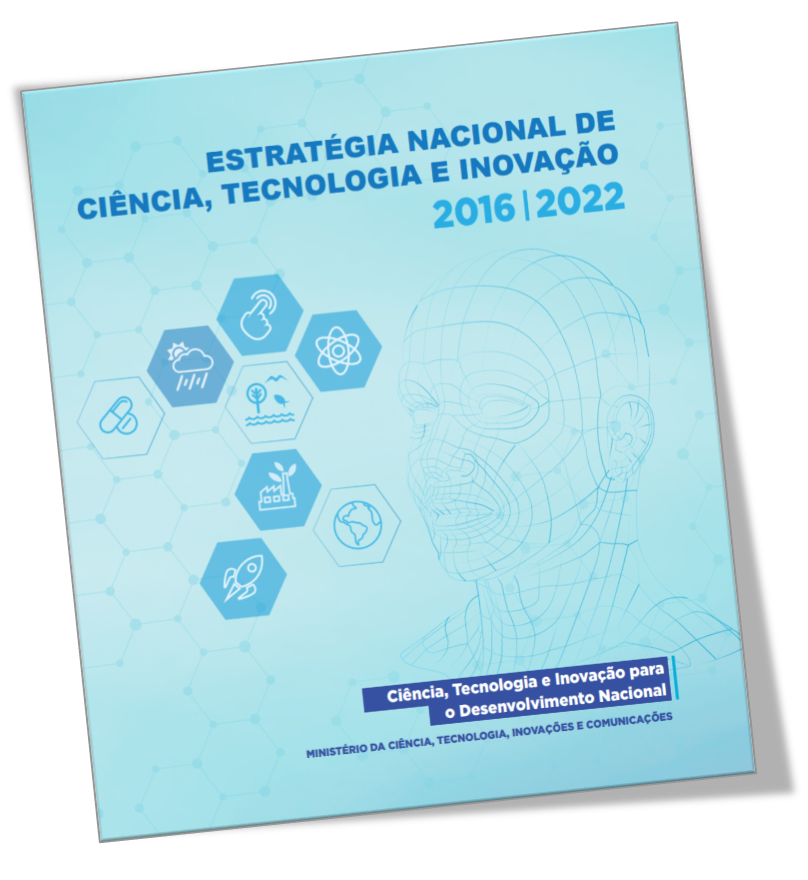 ESTRATÉGIA NACIONAL DE
CIÊNCIA, TECNOLOGIA E INOVAÇÃO
2016|2022
Ciência, Tecnologia e Inovação para
o Desenvolvimento Nacional
MINISTÉRIO DA CIÊNCIA, TECNOLOGIA, INOVAÇÕES E COMUNICAÇÕES